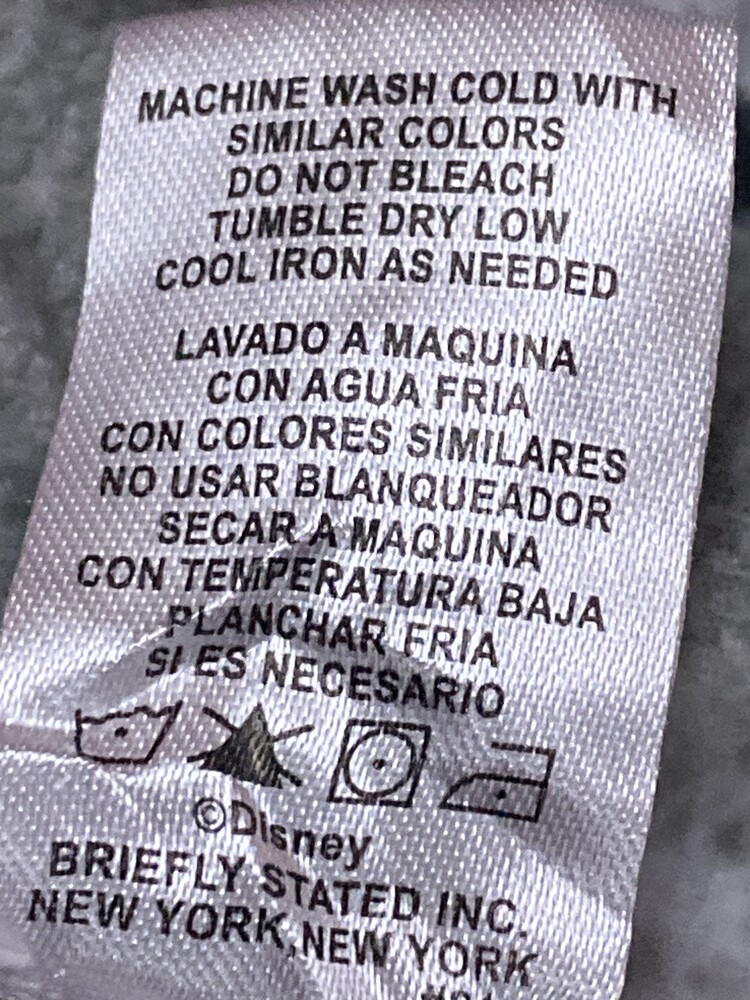 MACHINE WASH COLD WITH
SIMILAR COLORS
DO NOT BLEACH
TUMBLE DRY LOW
COOL IRON AS NEEDED
LAVADO A MAQUINA
CON AGUA FRIA
CON COLORES SIMILARES
NO USAR BLANQUEADOR
SECAR A MAQUINA
CON TEMPERATURA BAJA
PLANCHAR FRIA
SI ES NECESARIO
©Disney
BRIEFLY STATED INC.
NEW YORK,NEW YORK